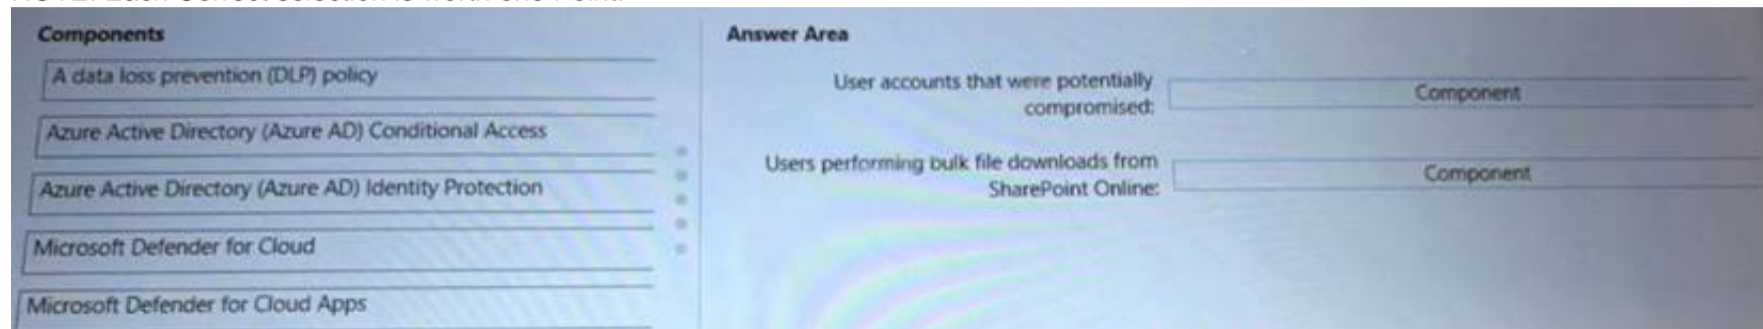 Components
A data loss prevention (DLP) policy
Azure Active Directory (Azure AD) Conditional Access
Azure Active Directory (Azure AD) Identity Protection
Microsoft Defender for Cloud
Microsoft Defender for Cloud Apps
Answer Area
User accounts that were potentially
compromised:
Component
Users performing bulk file downloads from
SharePoint Online:
Component